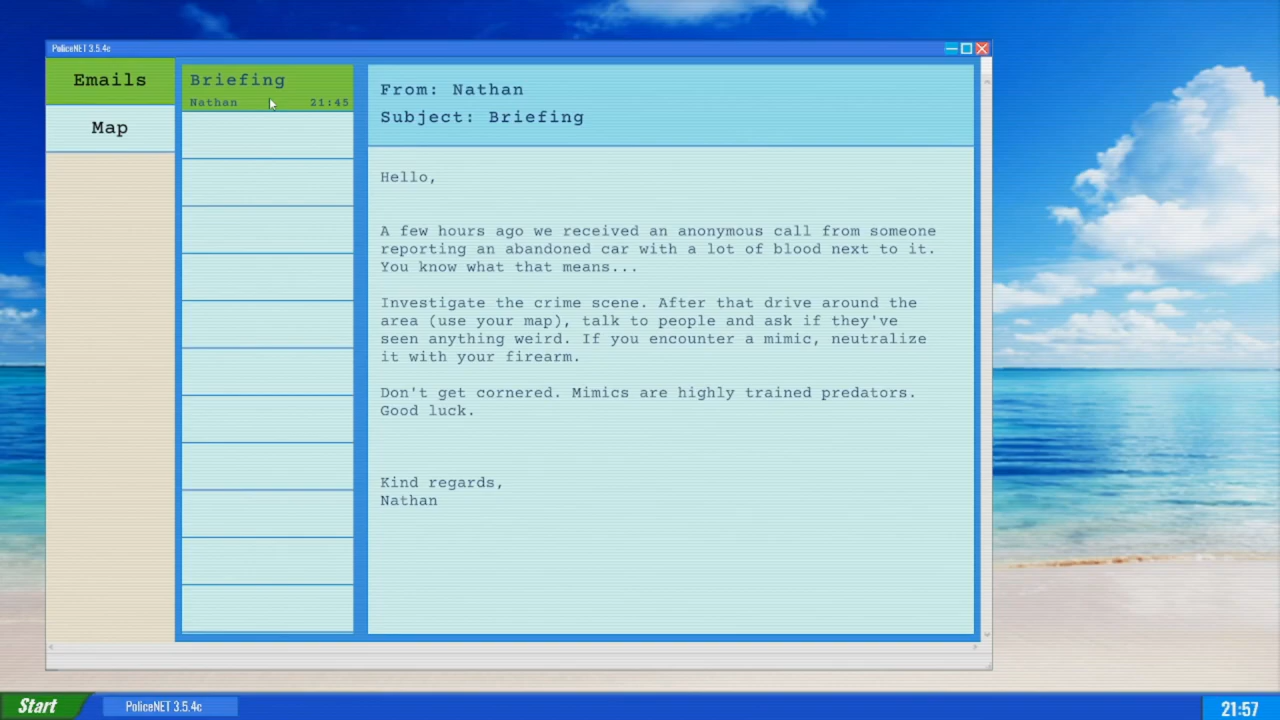 PoliceNET 3.5.4c
Emails
Map
Briefing
Nathan 21:45
From: Nathan
Subject: Briefing
Hello,
A few hours ago we received an anonymous call from someone
reporting an abandoned car with a lot of blood next to it.
You know what that means...
Investigate the crime scene. After that drive around the
area (use your map), talk to people and ask if they've
seen anything weird. If you encounter a mimic, neutralize
it with your firearm.
Don't get cornered. Mimics are highly trained predators.
Good luck.
Kind regards,
Nathan
Start
PoliceNET 3.5.4c
21:57